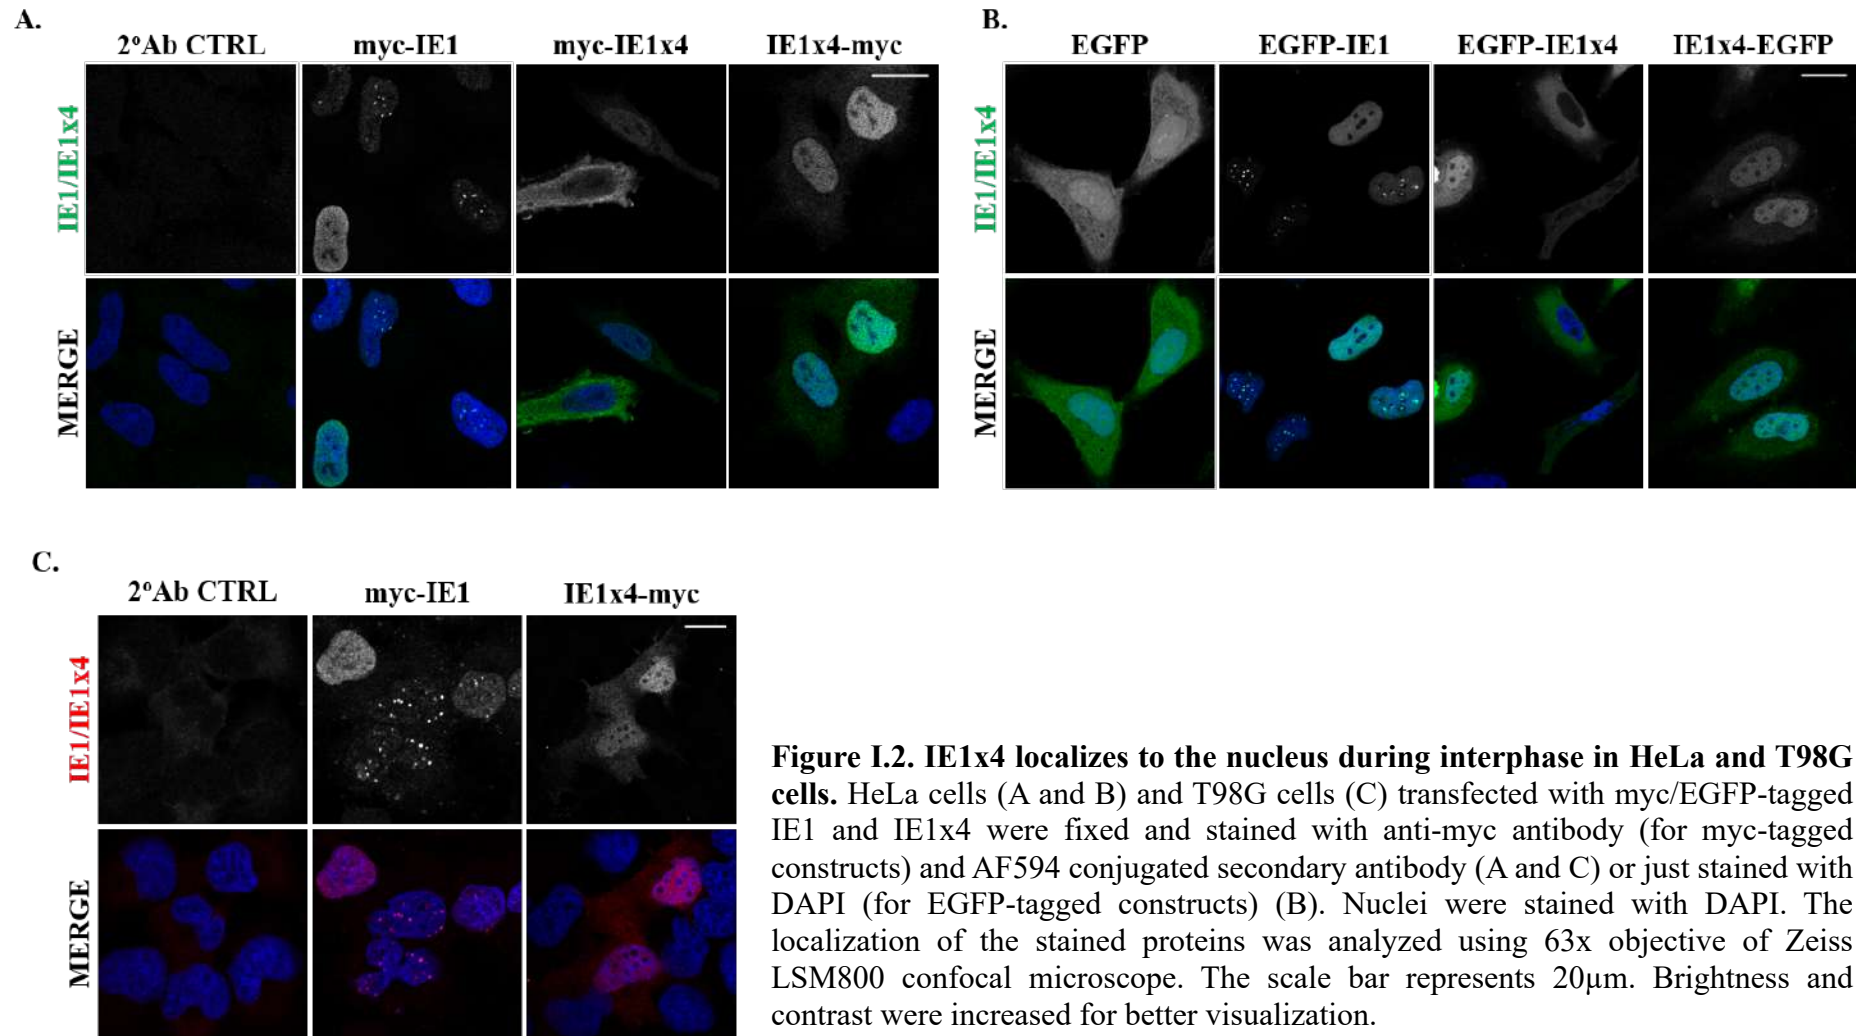 A.
2ºAb CTRL myc-IE1 myc-IE1x4 IE1x4-myc
IE1/IE1x4
MERGE
B.
EGFP EGFP-IE1 EGFP-IE1x4 IE1x4-EGFP
IE1/IE1x4
MERGE
C.
2ºAb CTRL myc-IE1 IE1x4-myc
IE1/IE1x4
MERGE
Figure I.2. IE1x4 localizes to the nucleus during interphase in HeLa and T98G
cells. HeLa cells (A and B) and T98G cells (C) transfected with myc/EGFP-tagged
IE1 and IE1x4 were fixed and stained with anti-myc antibody (for myc-tagged
constructs) and AF594 conjugated secondary antibody (A and C) or just stained with
DAPI (for EGFP-tagged constructs) (B). Nuclei were stained with DAPI. The
localization of the stained proteins was analyzed using 63x objective of Zeiss
LSM800 confocal microscope. The scale bar represents 20µm. Brightness and
contrast were increased for better visualization.